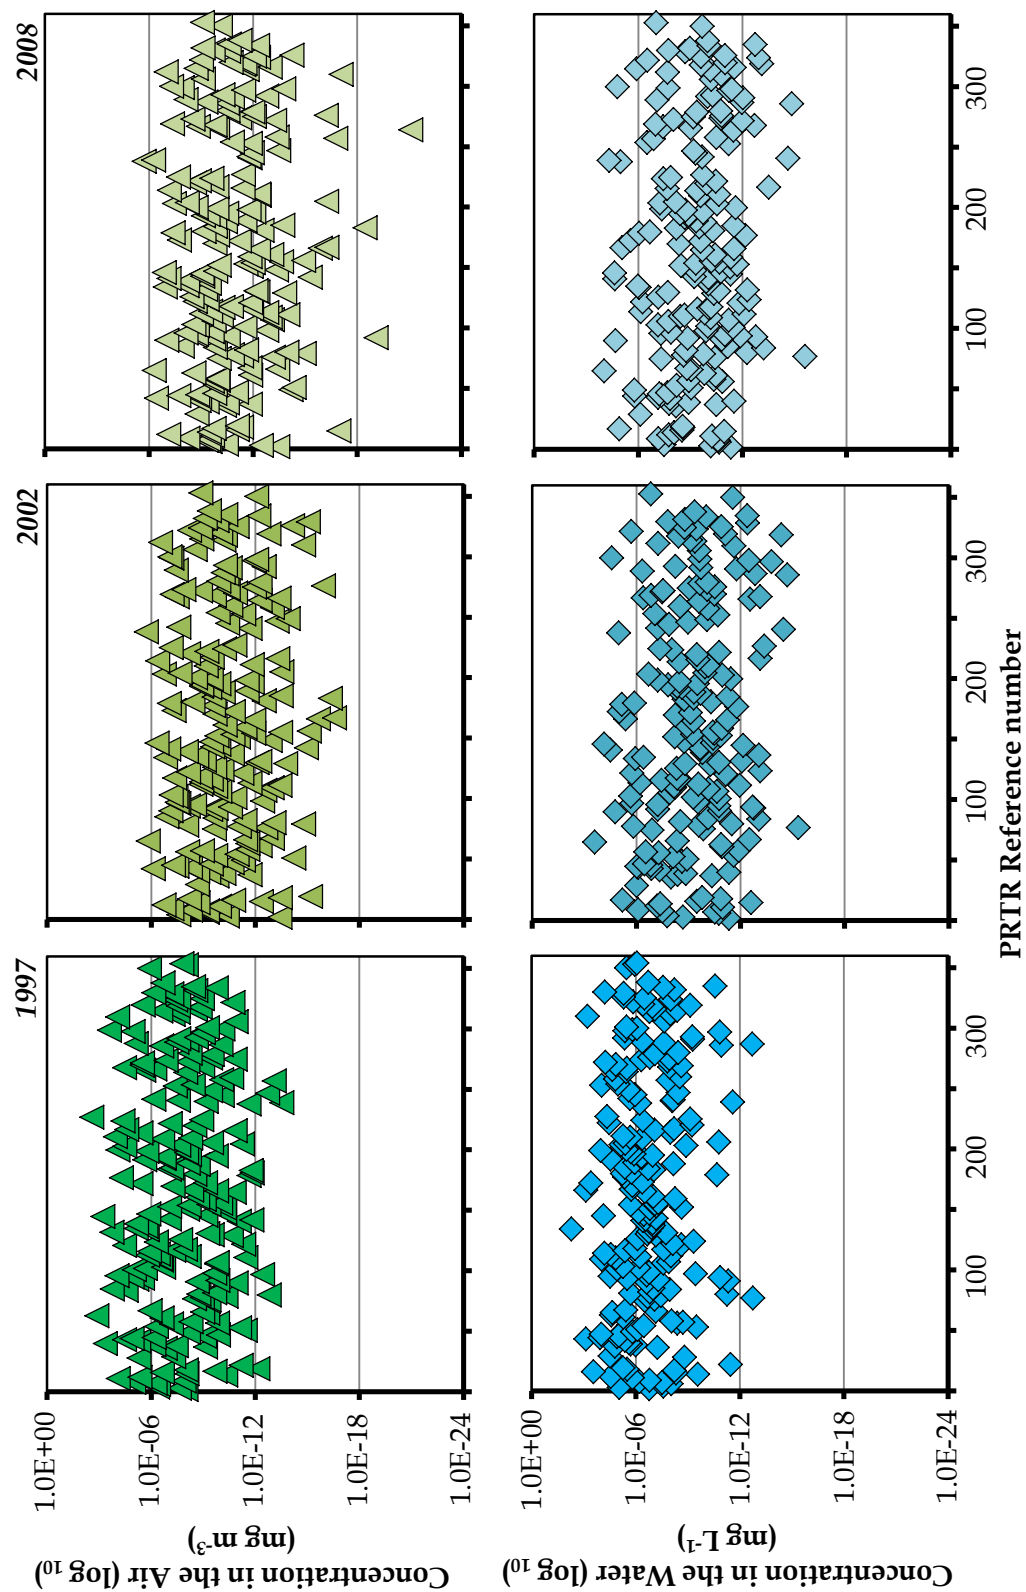 1997
2002
2008
Concentration in the Air (log 10)
(mg m-3)
1.0E+00
1.0E-06
1.0E-12
1.0E-18
1.0E-24
Concentration in the Water (log 10)
(mg L-1)
1.0E+00
1.0E-06
1.0E-12
1.0E-18
1.0E-24
100
200
300
100
200
300
100
200
300
PRTR Reference number